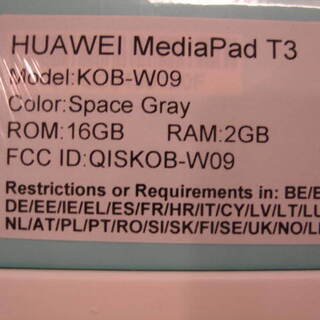 HUAWEI MediaPad T3
Model:KOB-W09
Color:Space Gray
ROM:16GB RAM:2GB
FCC ID:QISKOB-W09
Restrictions or Requirements in: BE/
DE/EE/IE/EL/ES/FR/HR/IT/CY/LV/LT/LU
NL/AT/PL/PT/RO/SI/SK/FI/SE/UK/NO/